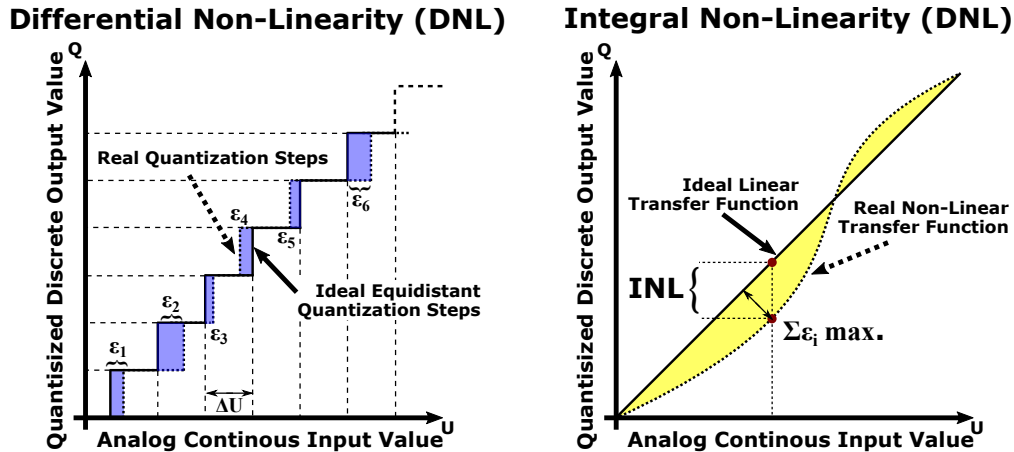 Differential Non-Linearity (DNL)
Q
Quantisized Discrete Output Value
Real Quantization Steps
ε6
ε4
ε5
Ideal Equidistant
Quantization Steps
ε2
ε3
ε1
ΔU
U
Analog Continous Input Value
Integral Non-Linearity (INL)
Q
Quantisized Discrete Output Value
Ideal Linear
Transfer Function
Real Non-Linear
Transfer Function
INL
Σεi max.
U
Analog Continous Input Value